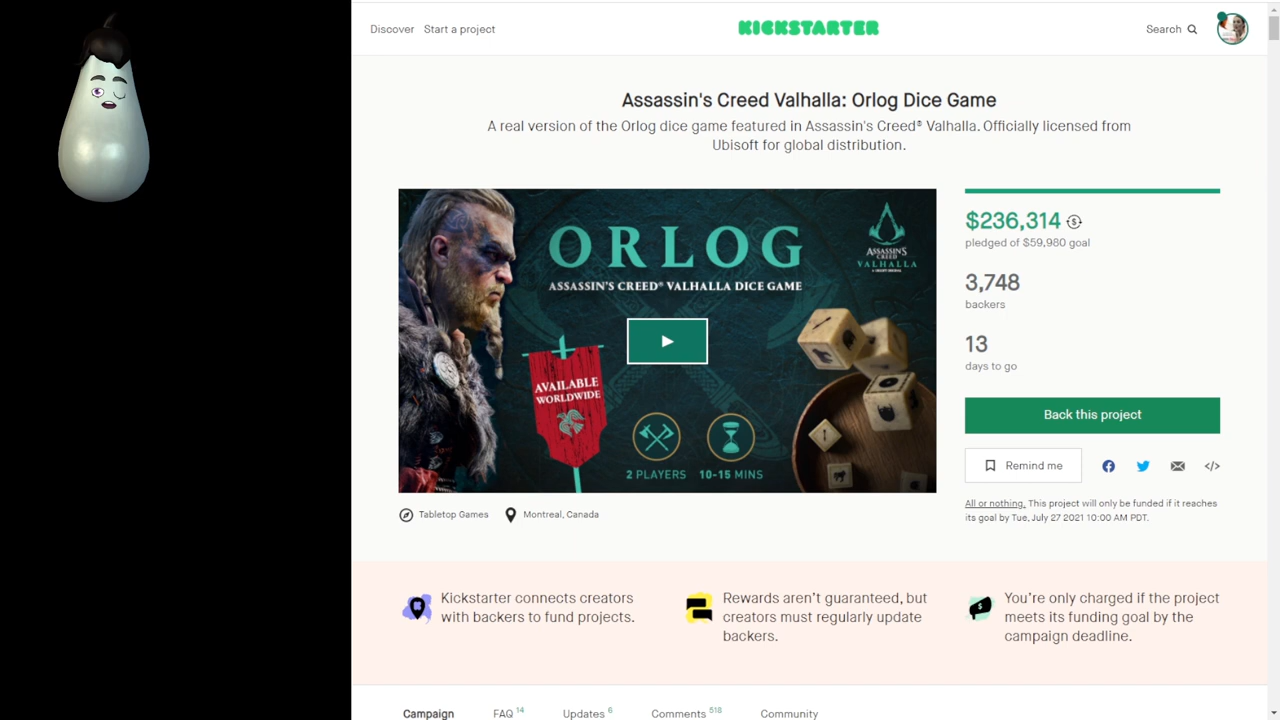 Discover Start a project KICKSTARTER Search
Assassin's Creed Valhalla: Orlog Dice Game
A real version of the Orlog dice game featured in Assassin's Creed® Valhalla. Officially licensed from
Ubisoft for global distribution.
ORLOG
ASSASSIN'S CREED® VALHALLA DICE GAME
ASSASSIN'S
CREED
VALHALLA
AVAILABLE
WORLDWIDE
2 PLAYERS 10-15 MINS
$236,314
pledged of $59,980 goal
3,748
backers
13
days to go
Back this project
Remind me </>
All or nothing. This project will only be funded if it reaches
its goal by Tue, July 27 2021 10:00 AM PDT.
Tabletop Games Montreal, Canada
Kickstarter connects creators
with backers to fund projects.
Rewards aren't guaranteed, but
creators must regularly update
backers.
You're only charged if the project
meets its funding goal by the
campaign deadline.
Campaign FAQ 14 Updates 6 Comments 518 Community